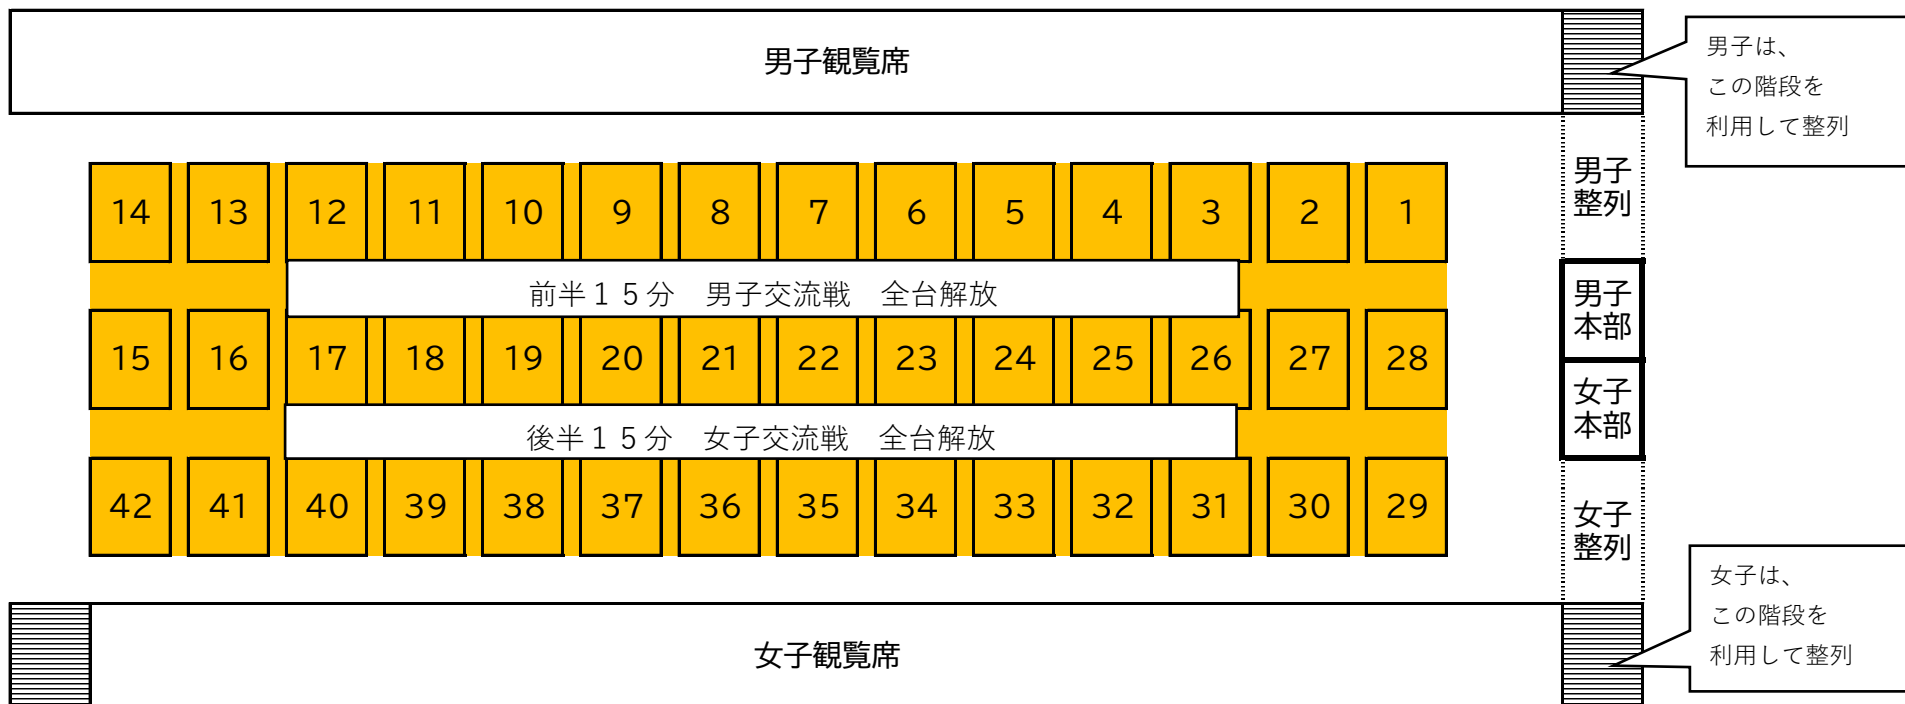 男子観覧席
男子は、
この階段を
利用して整列
男子
整列
14 13 12 11 10 9 8 7 6 5 4 3 2 1
前半１５分　男子交流戦　全台解放
男子
本部
15 16 17 18 19 20 21 22 23 24 25 26 27 28
女子
本部
後半１５分　女子交流戦　全台解放
42 41 40 39 38 37 36 35 34 33 32 31 30 29
女子
整列
女子は、
この階段を
利用して整列
女子観覧席